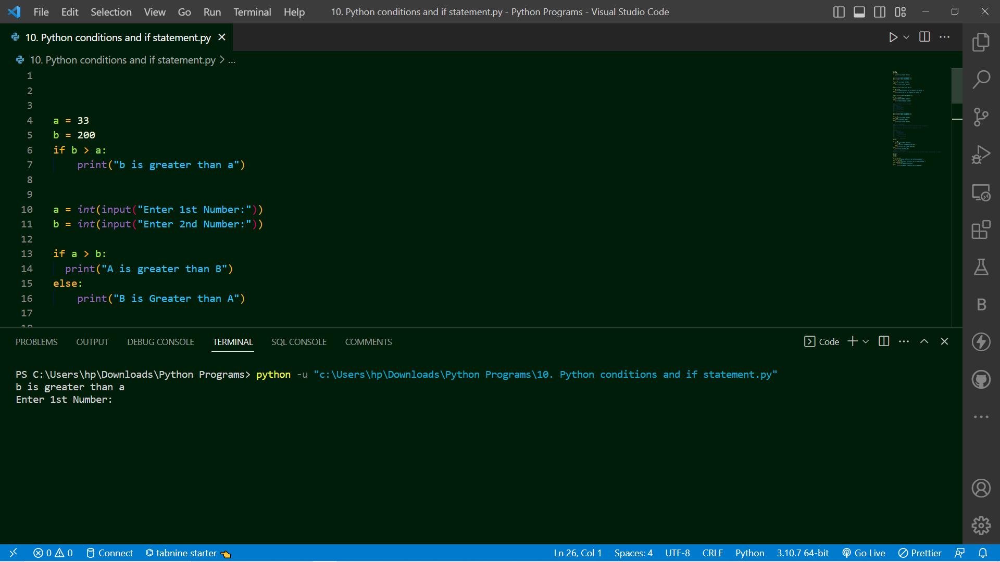 File Edit Selection View Go Run Terminal Help 10. Python conditions and if statement.py - Python Programs - Visual Studio Code
10. Python conditions and if statement.py
10. Python conditions and if statement.py > ...
1
2
3
4 a = 33
5 b = 200
6 if b > a:
7 print("b is greater than a")
8
9
10 a = int(input("Enter 1st Number:"))
11 b = int(input("Enter 2nd Number:"))
12
13 if a > b:
14 print("A is greater than B")
15 else:
16 print("B is Greater than A")
17
PROBLEMS OUTPUT DEBUG CONSOLE TERMINAL SQL CONSOLE COMMENTS Code
PS C:\Users\hp\Downloads\Python Programs> python -u "c:\Users\hp\Downloads\Python Programs\10. Python conditions and if statement.py"
b is greater than a
Enter 1st Number:
B
0 0 Connect tabnine starter Ln 26, Col 1 Spaces: 4 UTF-8 CRLF Python 3.10.7 64-bit Go Live Prettier